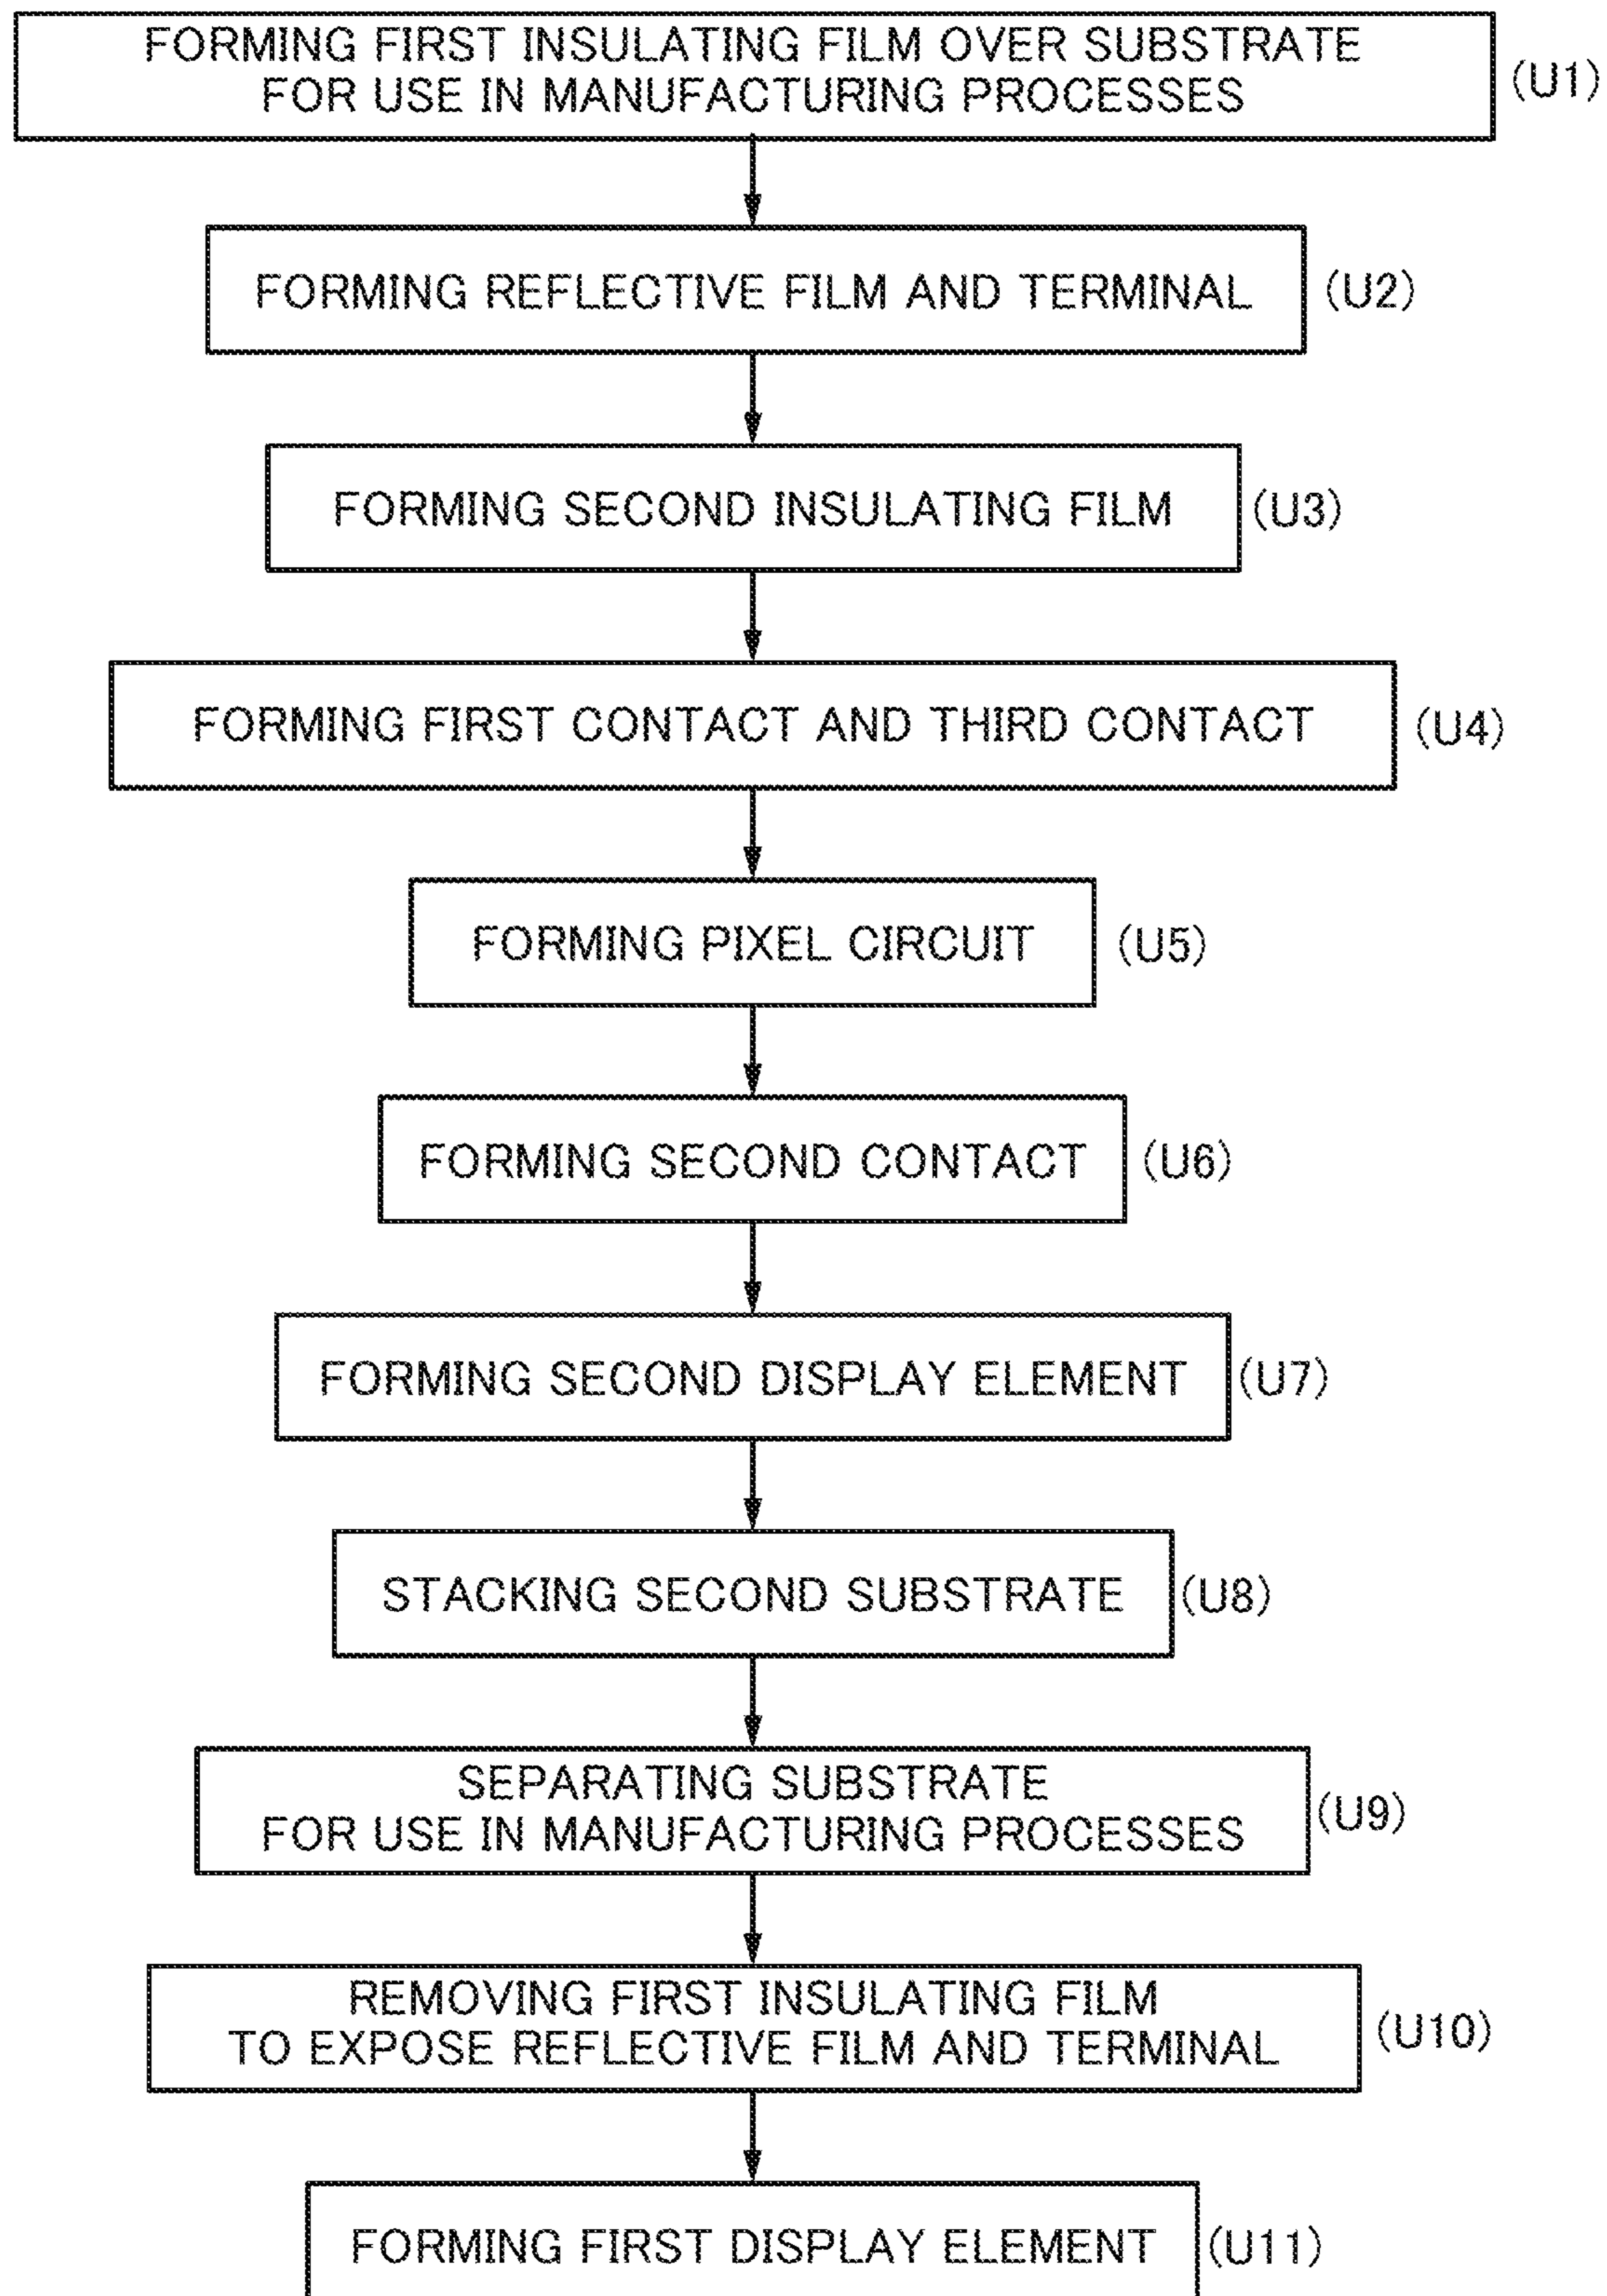 FORMING FIRST INSULATING FILM OVER SUBSTRATE
FOR USE IN MANUFACTURING PROCESSES
(U1)
FORMING REFLECTIVE FILM AND TERMINAL
(U2)
FORMING SECOND INSULATING FILM
(U3)
FORMING FIRST CONTACT AND THIRD CONTACT
(U4)
FORMING PIXEL CIRCUIT
(U5)
FORMING SECOND CONTACT
(U6)
FORMING SECOND DISPLAY ELEMENT
(U7)
STACKING SECOND SUBSTRATE
(U8)
SEPARATING SUBSTRATE
FOR USE IN MANUFACTURING PROCESSES
(U9)
REMOVING FIRST INSULATING FILM
TO EXPOSE REFLECTIVE FILM AND TERMINAL
(U10)
FORMING FIRST DISPLAY ELEMENT
(U11)